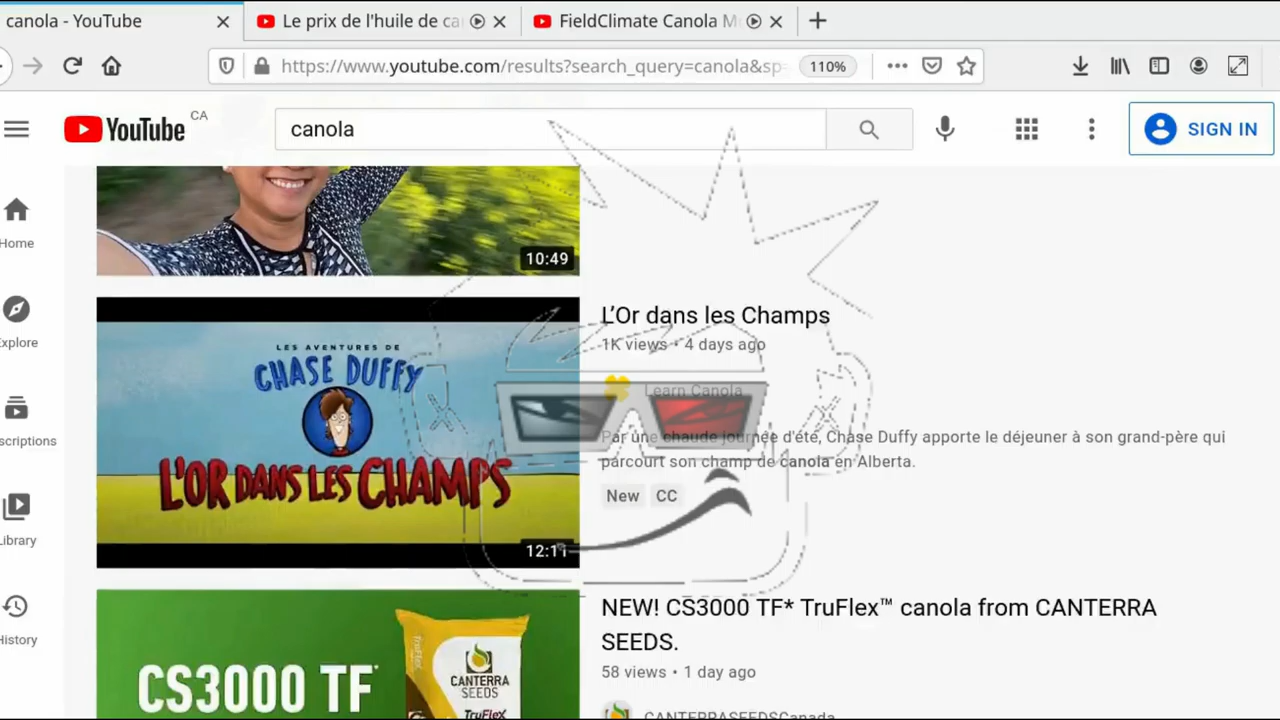 canola - YouTube
Le prix de l'huile de ca
FieldClimate Canola M
https://www.youtube.com/results?search_query=canola&sp=
110%
YouTube CA
canola
SIGN IN
Home
Explore
scriptions
Library
History
10:49
LES AVENTURES DE
CHASE DUFFY
L'OR DANS LES CHAMPS
12:11
L'Or dans les Champs
1K views • 4 days ago
Learn Canola
Par une chaude journée d'été, Chase Duffy apporte le déjeuner à son grand-père qui
parcourt son champ de canola en Alberta.
New CC
CS3000 TF*
TruFlex
CANTERRA
SEEDS
TruFlex
NEW! CS3000 TF* TruFlex™ canola from CANTERRA
SEEDS.
58 views • 1 day ago
CANTERRASEEDSCanada